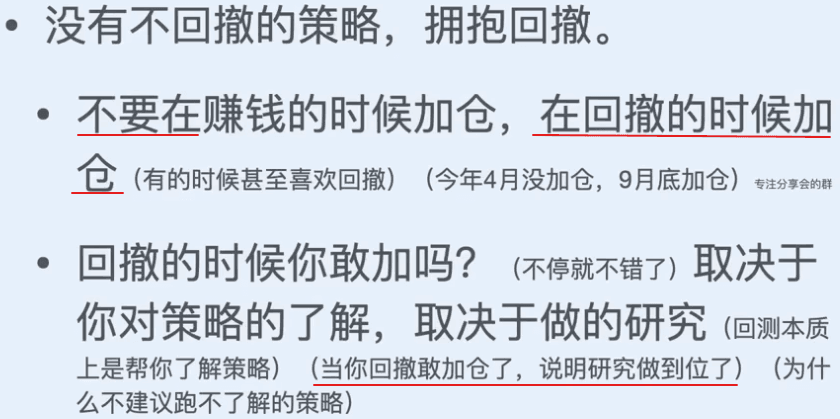 • 没有不回撤的策略，拥抱回撤。
• 不要在赚钱的时候加仓，在回撤的时候加
仓（有的时候甚至喜欢回撤）（今年4月没加仓，9月底加仓）专注分享会的群
• 回撤的时候你敢加吗？（不停就不错了）取决于
你对策略的了解，取决于做的研究（回测本质
上是帮你了解策略）（当你回撤敢加仓了，说明研究做到位了）（为什
么不建议跑不了解的策略）